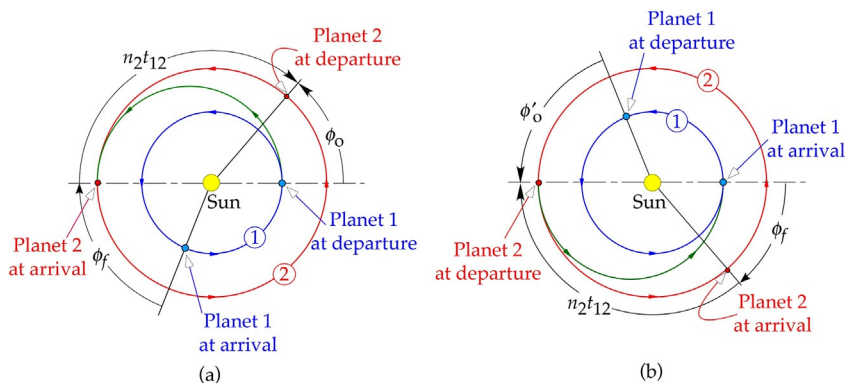 Planet 2
at departure
n₂t₁₂
ϕₒ
1
Sun
Planet 1
at departure
Planet 2
at arrival
ϕ_f
2
Planet 1
at arrival
(a)
Planet 1
at departure
2
ϕ′ₒ
1
Planet 1
at arrival
Sun
Planet 2
at departure
ϕ_f
n₂t₁₂
Planet 2
at arrival
(b)